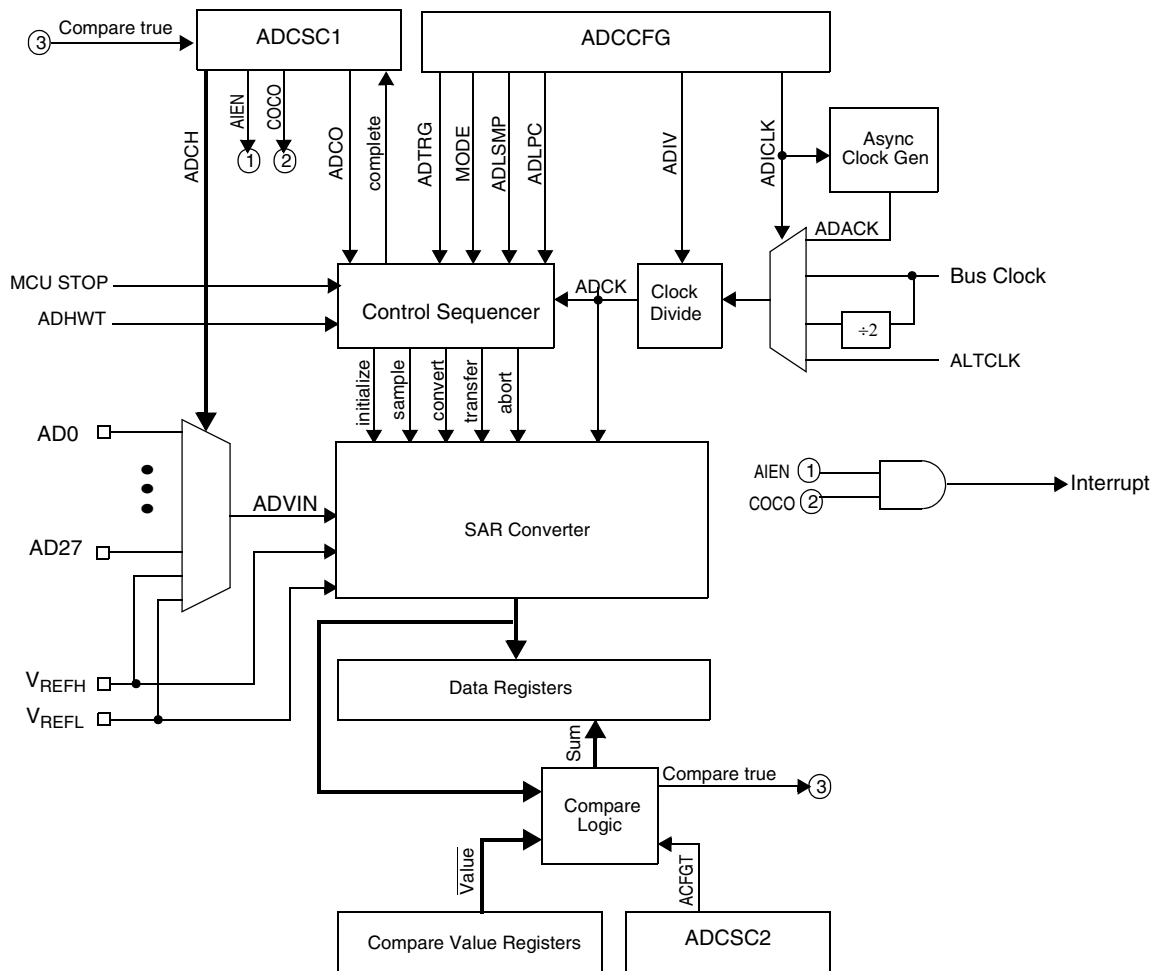 3 Compare true
ADCSC1
ADCCFG
ADCH
AIEN
COCO
1
2
ADCO
complete
ADTRG
MODE
ADLSMP
ADLPC
ADIV
ADICLK
Async
Clock Gen
ADACK
MCU STOP
ADHWT
Control Sequencer
ADCK
Clock
Divide
Bus Clock
÷2
ALTCLK
initialize
sample
convert
transfer
abort
AD0
AD27
ADVIN
SAR Converter
AIEN 1
COCO 2
Interrupt
VREFH
VREFL
Data Registers
Sum
Compare true
3
Compare
Logic
Value
ACFGT
Compare Value Registers
ADCSC2